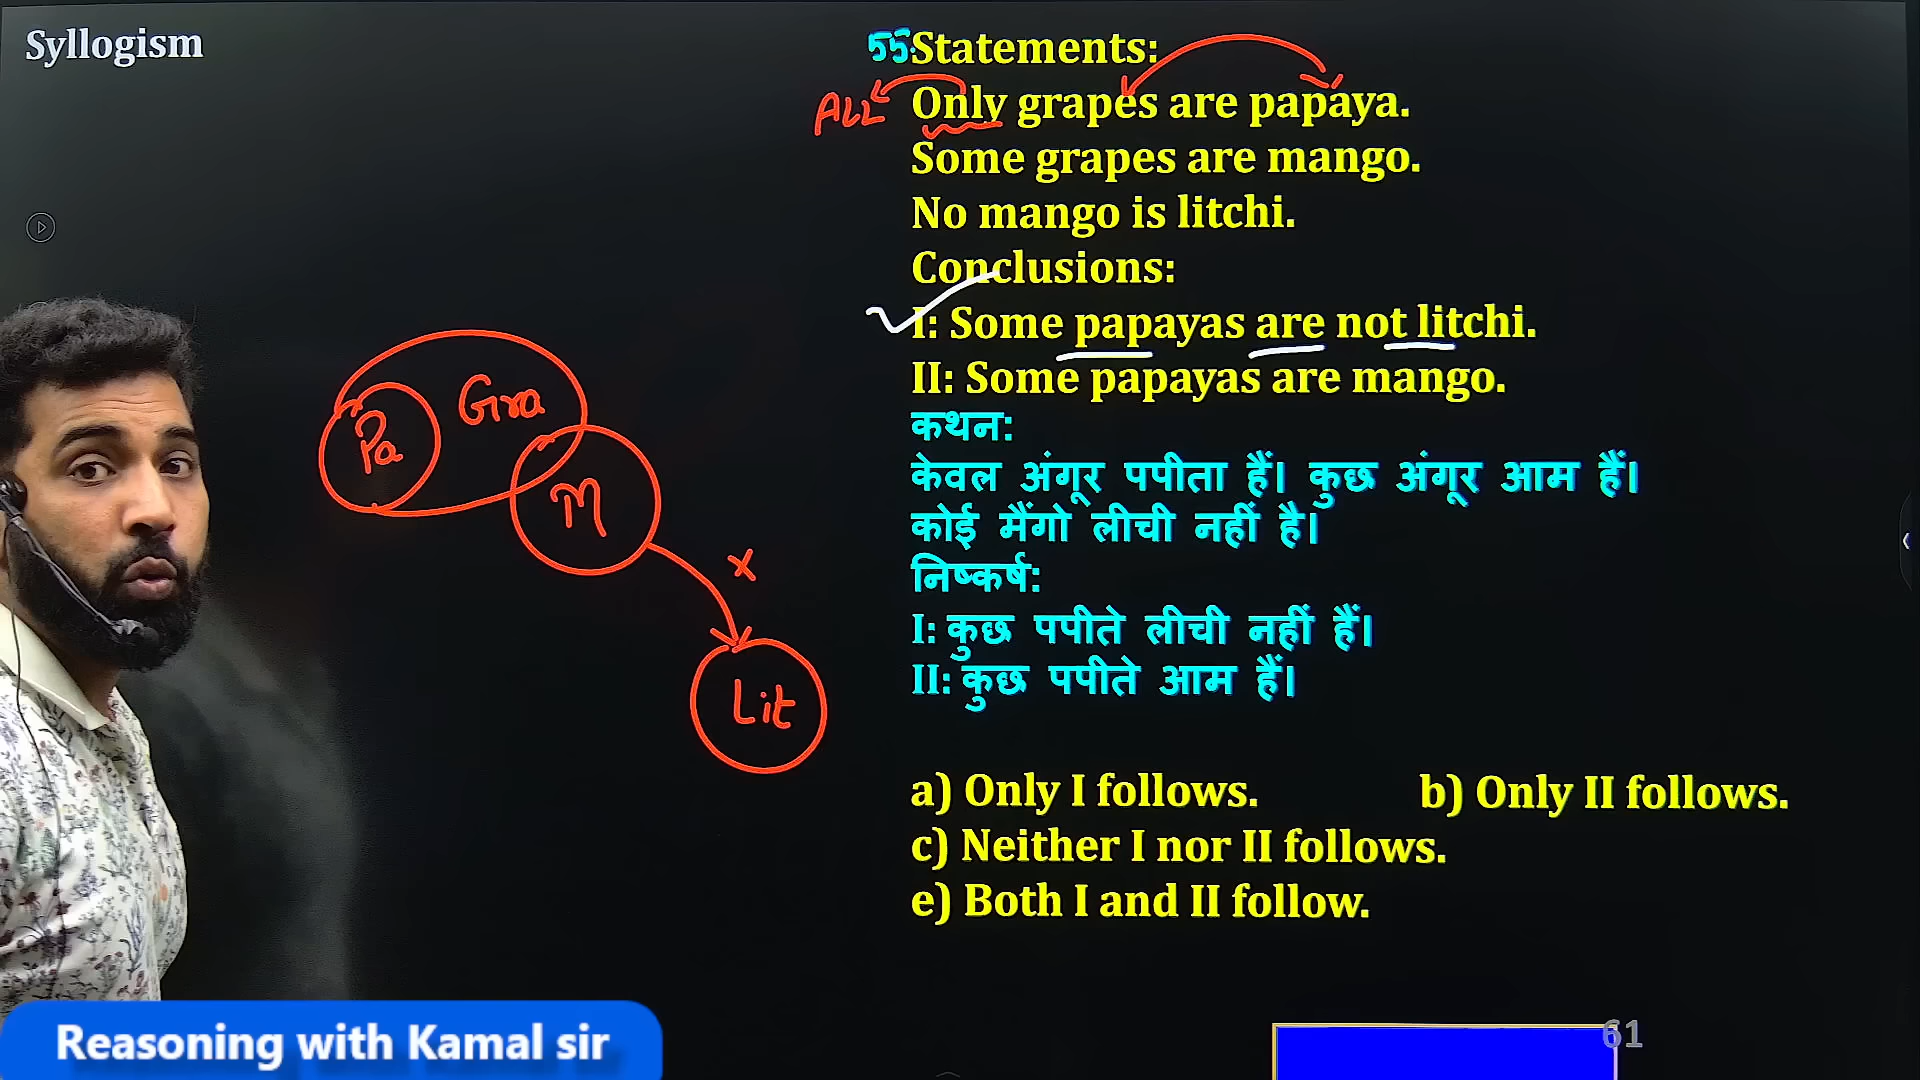 Syllogism
55. Statements:
ALL Only grapes are papaya.
Some grapes are mango.
No mango is litchi.
Conclusions:
I: Some papayas are not litchi.
II: Some papayas are mango.
कथन:
केवल अंगूर पपीता हैं। कुछ अंगूर आम हैं।
कोई मैंगो लीची नहीं है।
निष्कर्ष:
I: कुछ पपीते लीची नहीं हैं।
II: कुछ पपीते आम हैं।
a) Only I follows. b) Only II follows.
c) Neither I nor II follows.
e) Both I and II follow.
Pa
Gra
M
x
Lit
Reasoning with Kamal sir
61